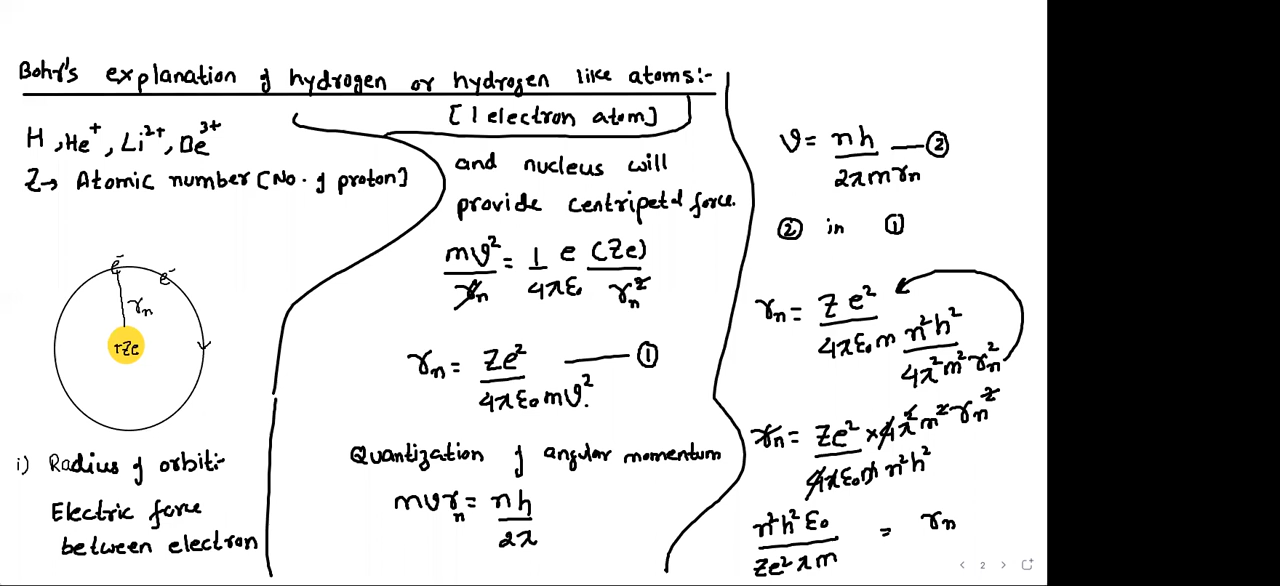 Bohr's explanation of hydrogen or hydrogen like atoms:-
[1 electron atom]
H, He⁺, Li²⁺, Be³⁺
Z→ Atomic number [No. of proton]
e⁻ e⁻
rₙ
+Ze
i) Radius of orbit:-
Electric force
between electron
and nucleus will
provide centripetal force.
mv²/rₙ = 1/4πε₀ e(Ze)/rₙ²
rₙ = Ze²/4πε₀mv² — ①
Quantization of angular momentum
mvrₙ = nh/2π
v = nh/2πmrₙ — ②
② in ①
rₙ = Ze²/(4πε₀m n²h²/4π²m²rₙ²)
rₙ = Ze² × 4π²m²rₙ²/4πε₀m n²h²
n²h²ε₀/Ze²πm = rₙ
< 2 >